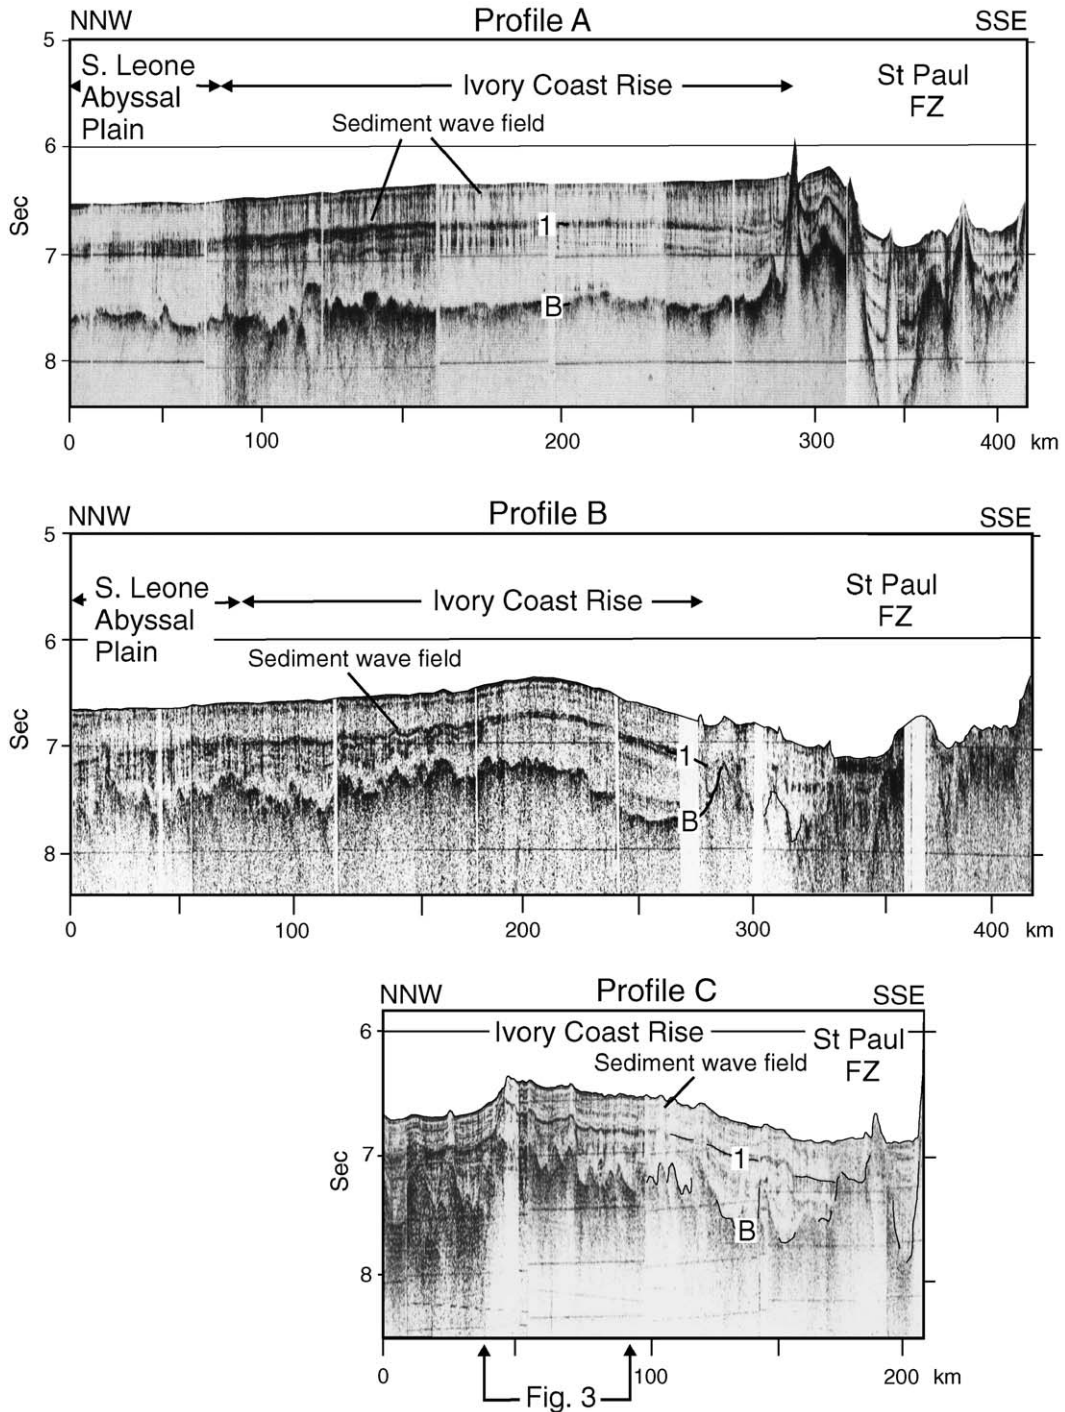 NNW Profile A SSE
5
S. Leone
Abyssal
Plain
Ivory Coast Rise
St Paul
FZ
Sediment wave field
6
Sec
1
7
B
8
0 100 200 300 400 km
NNW Profile B SSE
5
S. Leone
Abyssal
Plain
Ivory Coast Rise
St Paul
FZ
6
Sediment wave field
Sec
7
1
B
8
0 100 200 300 400 km
NNW Profile C SSE
6
Ivory Coast Rise
St Paul
FZ
Sediment wave field
Sec
7
1
B
8
0 100 200 km
Fig. 3